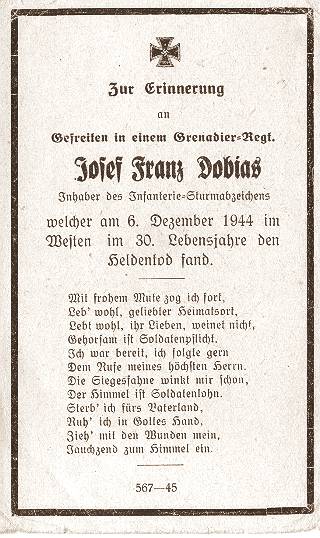 Zur Erinnerung
an
Gefreiten in einem Grenadier-Regt.
Josef Franz Dobias
Inhaber des Infanterie-Sturmabzeichens
welcher am 6. Dezember 1944 im
Westen im 30. Lebensjahre den
Heldentod fand.
Mit frohem Mute zog ich fort,
Leb' wohl, geliebter Heimatsort,
Lebt wohl, ihr Lieben, weinet nicht,
Gehorsam ist Soldatenpflicht.
Ich war bereit, ich folgte gern
Dem Rufe meines höchsten Herrn.
Die Siegesfahne winkt mir schon,
Der Himmel ist Soldatenlohn.
Sterb' ich fürs Vaterland,
Ruh' ich in Gottes Hand,
Zieh' mit den Wunden mein,
Jauchzend zum Himmel ein.
567—45